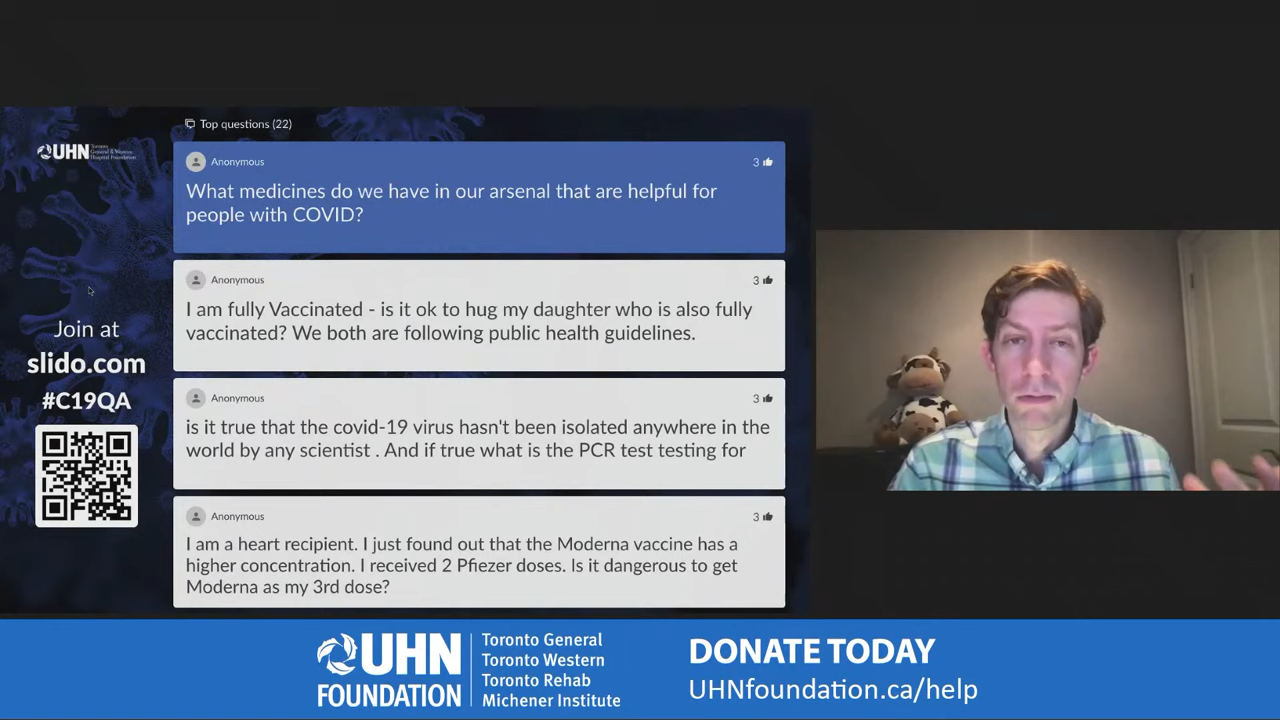 Top questions (22)
UHN
Toronto
General & Western
Hospital Foundation
Anonymous
3
What medicines do we have in our arsenal that are helpful for
people with COVID?
Anonymous
3
I am fully Vaccinated - is it ok to hug my daughter who is also fully
vaccinated? We both are following public health guidelines.
Join at
slido.com
#C19QA
Anonymous
3
is it true that the covid-19 virus hasn't been isolated anywhere in the
world by any scientist . And if true what is the PCR test testing for
Anonymous
3
I am a heart recipient. I just found out that the Moderna vaccine has a
higher concentration. I received 2 Pfiezer doses. Is it dangerous to get
Moderna as my 3rd dose?
UHN
FOUNDATION
Toronto General
Toronto Western
Toronto Rehab
Michener Institute
DONATE TODAY
UHNfoundation.ca/help